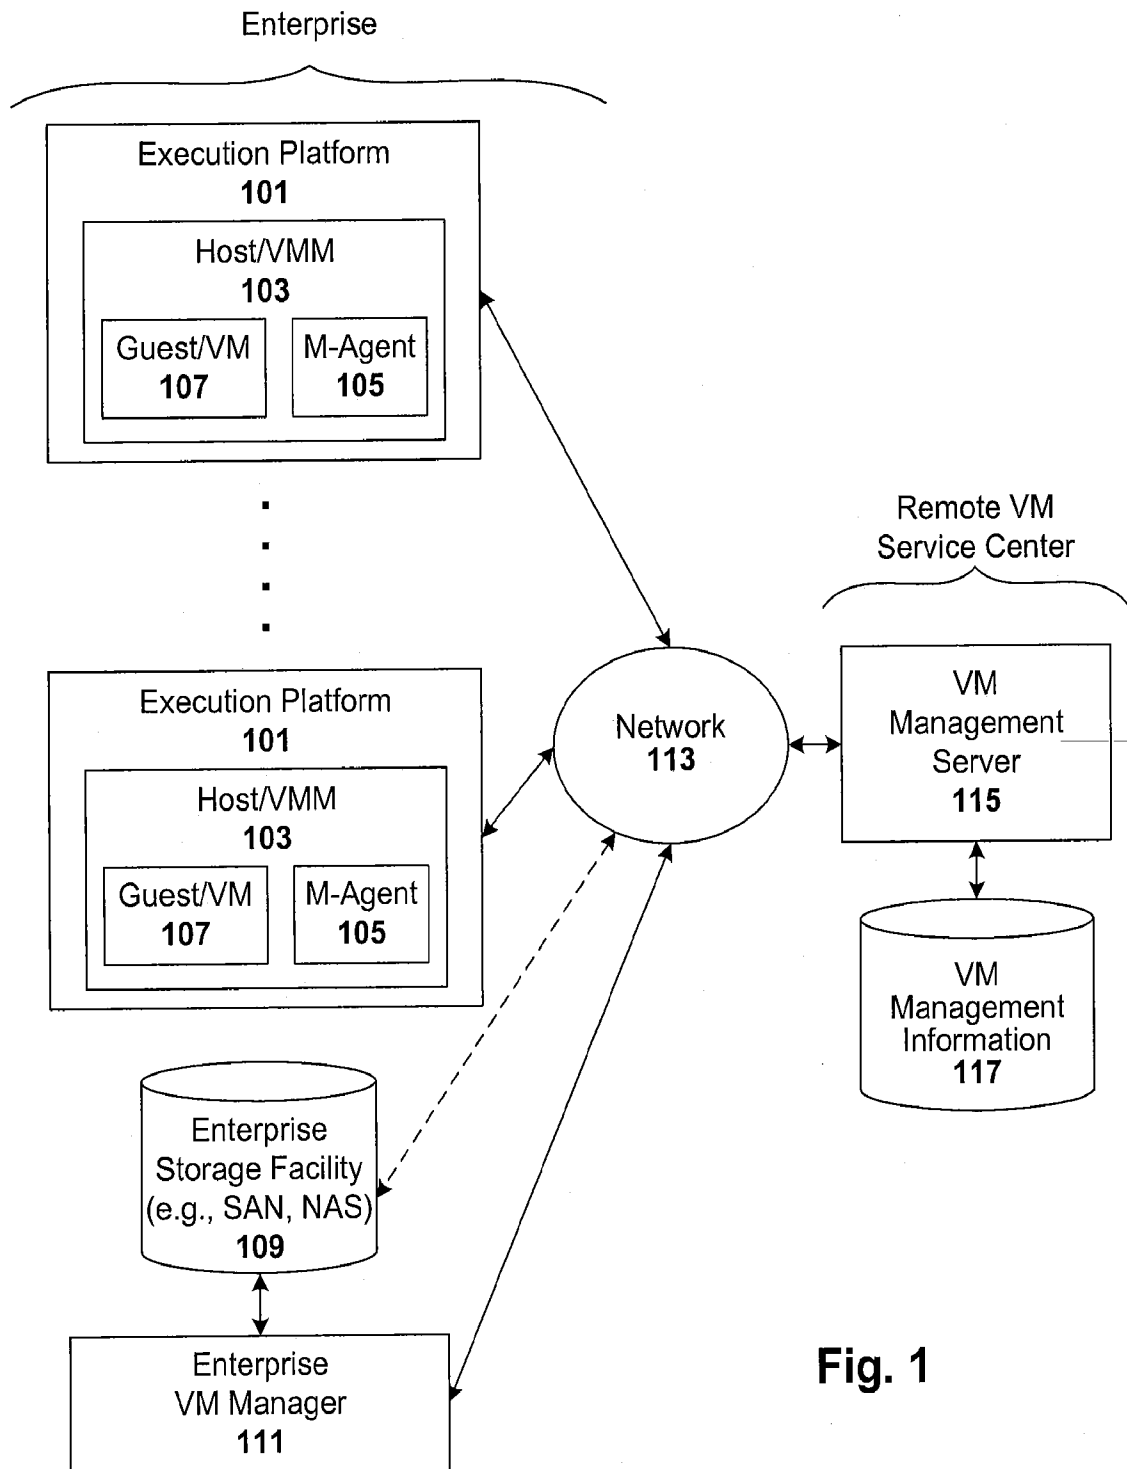 Enterprise
Execution Platform
101
Host/VMM
103
Guest/VM
107
M-Agent
105
Remote VM
Service Center
Execution Platform
101
Host/VMM
103
Guest/VM
107
M-Agent
105
Network
113
VM
Management
Server
115
VM
Management
Information
117
Enterprise
Storage Facility
(e.g., SAN, NAS)
109
Enterprise
VM Manager
111
Fig. 1